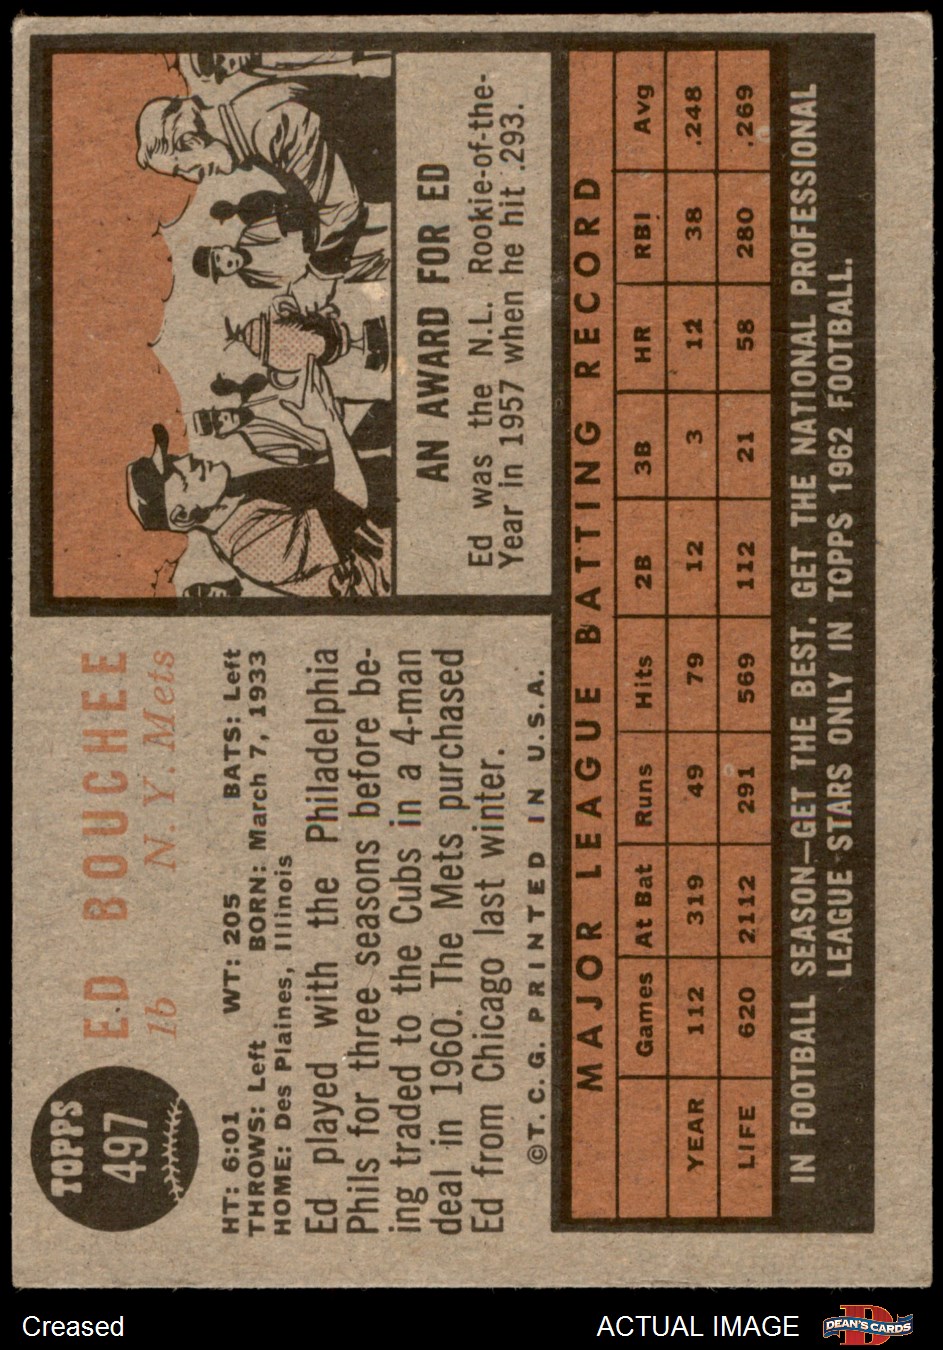 TOPPS
497
ED BOUCHEE
1b N. Y. Mets
HT: 6:01 WT: 205 BATS: Left
THROWS: Left BORN: March 7, 1933
HOME: Des Plaines, Illinois
Ed played with the Philadelphia
Phils for three seasons before be-
ing traded to the Cubs in a 4-man
deal in 1960. The Mets purchased
Ed from Chicago last winter.
©T. C. G. PRINTED IN U.S.A.
AN AWARD FOR ED
Ed was the N.L. Rookie-of-the-
Year in 1957 when he hit .293.
MAJOR LEAGUE BATTING RECORD
Games At Bat Runs Hits 2B 3B HR RBI Avg
YEAR 112 319 49 79 12 3 12 38 .248
LIFE 620 2112 291 569 112 21 58 280 .269
IN FOOTBALL SEASON—GET THE BEST. GET THE NATIONAL PROFESSIONAL
LEAGUE STARS ONLY IN TOPPS 1962 FOOTBALL.
Creased
ACTUAL IMAGE
D
DEAN'S CARDS